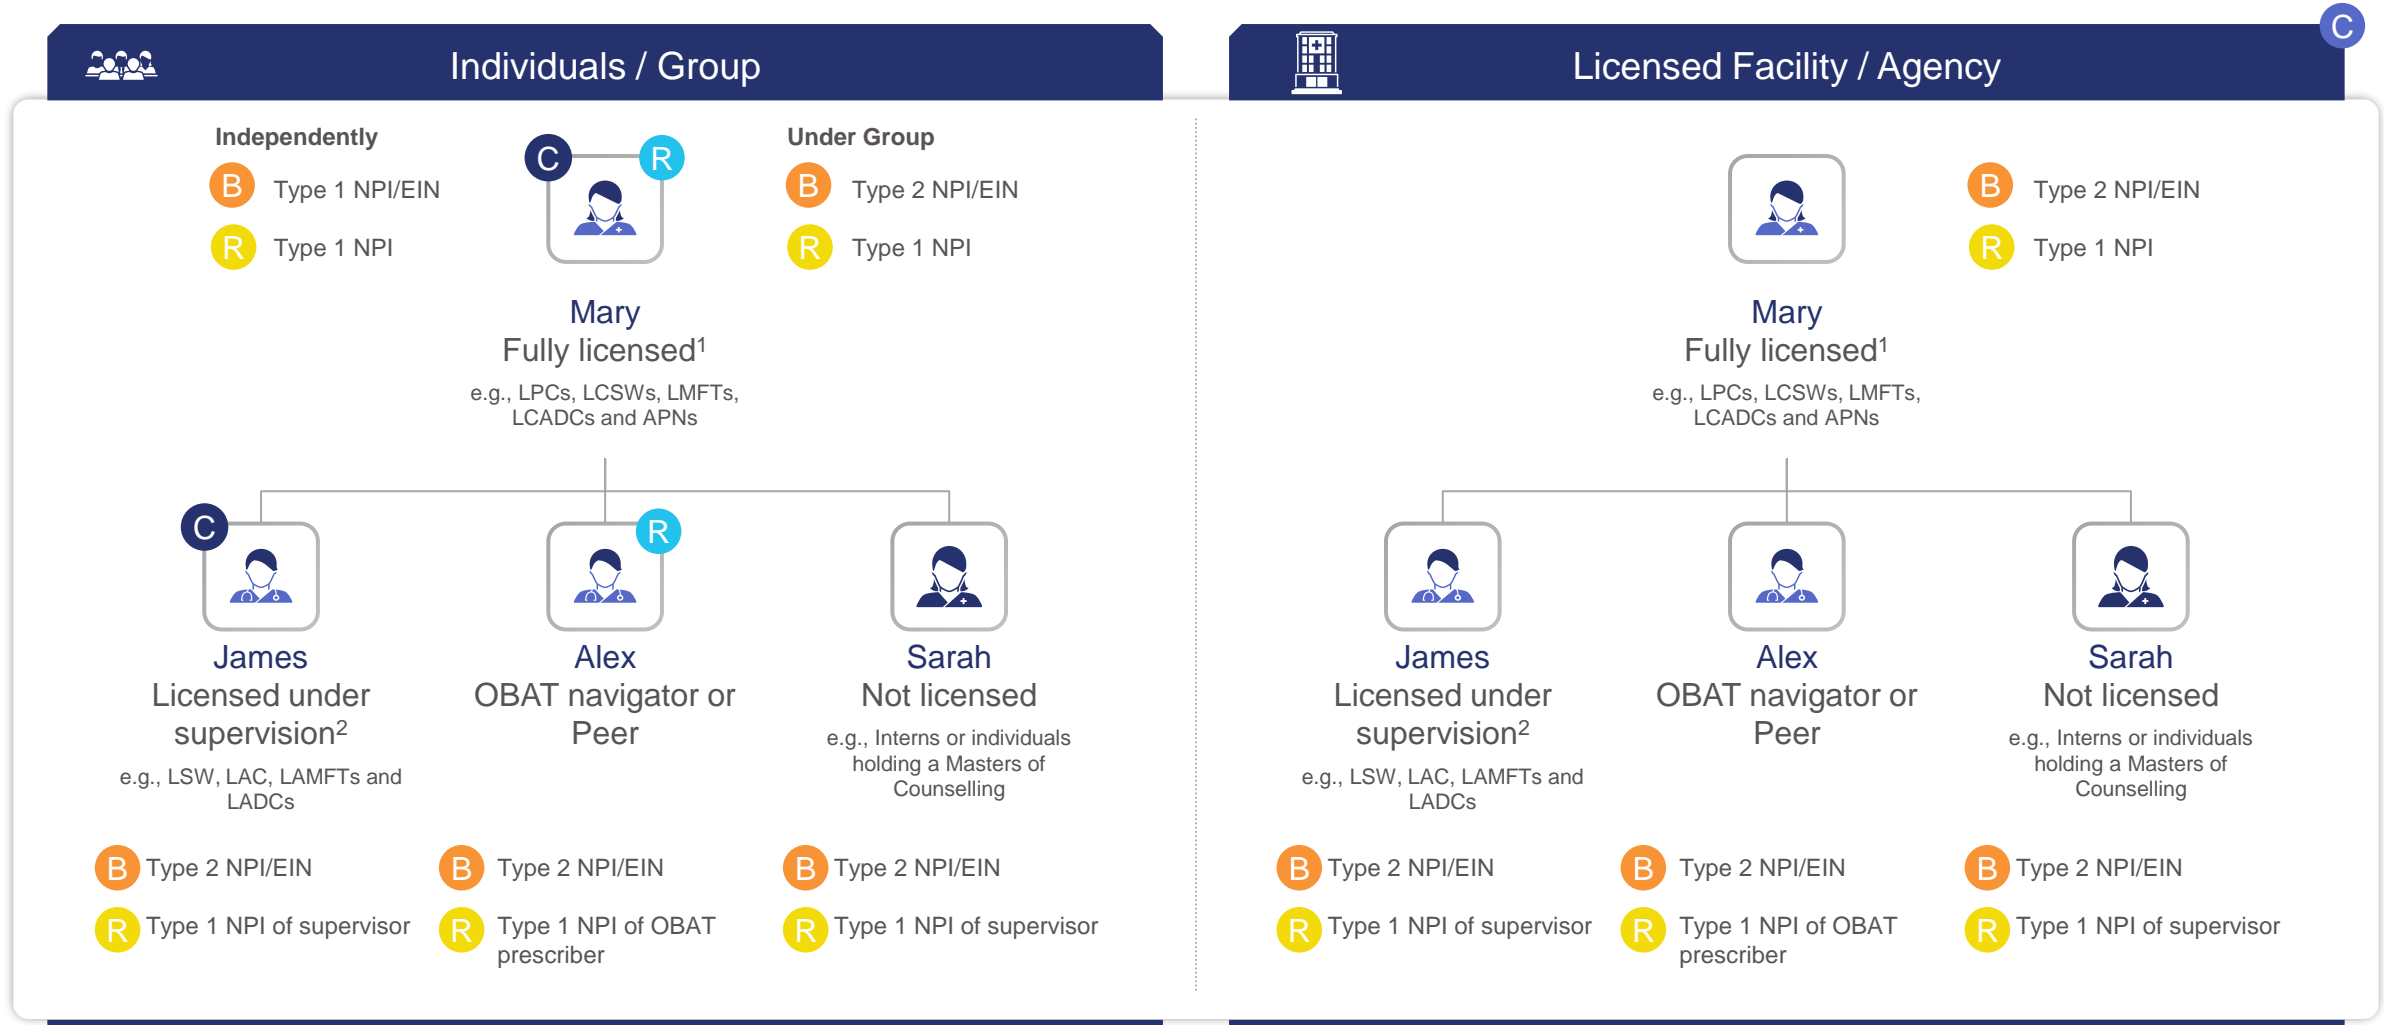 C
Individuals / Group
Licensed Facility / Agency
Independently
B Type 1 NPI/EIN
R Type 1 NPI
C
R
Under Group
B Type 2 NPI/EIN
R Type 1 NPI
Mary
Fully licensed¹
e.g., LPCs, LCSWs, LMFTs,
LCADCs and APNs
C
James
Licensed under
supervision²
e.g., LSW, LAC, LAMFTs and
LADCs
B Type 2 NPI/EIN
R Type 1 NPI of supervisor
R
Alex
OBAT navigator or
Peer
B Type 2 NPI/EIN
R Type 1 NPI of OBAT
prescriber
Sarah
Not licensed
e.g., Interns or individuals
holding a Masters of
Counselling
B Type 2 NPI/EIN
R Type 1 NPI of supervisor
B Type 2 NPI/EIN
R Type 1 NPI
Mary
Fully licensed¹
e.g., LPCs, LCSWs, LMFTs,
LCADCs and APNs
James
Licensed under
supervision²
e.g., LSW, LAC, LAMFTs and
LADCs
B Type 2 NPI/EIN
R Type 1 NPI of supervisor
Alex
OBAT navigator or
Peer
B Type 2 NPI/EIN
R Type 1 NPI of OBAT
prescriber
Sarah
Not licensed
e.g., Interns or individuals
holding a Masters of
Counselling
B Type 2 NPI/EIN
R Type 1 NPI of supervisor